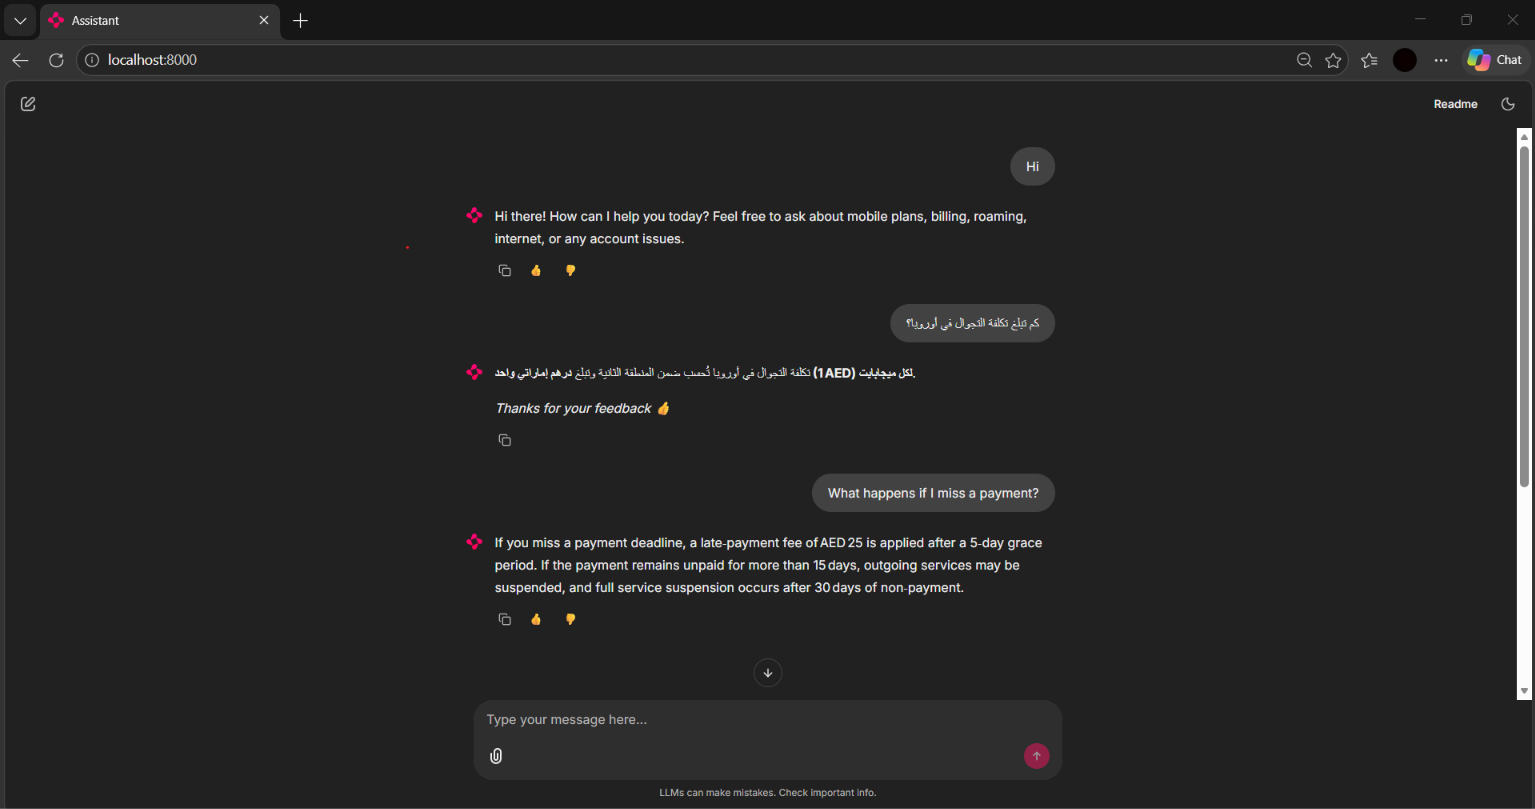 Assistant
localhost:8000
Chat
Readme
Hi
Hi there! How can I help you today? Feel free to ask about mobile plans, billing, roaming,
internet, or any account issues.
كم تبلغ تكلفة التجوال في أوروبا؟
تكلفة التجوال في أوروبا تُحسب ضمن المنطقة الثانية وتبلغ درهم إماراتي واحد (1 AED) لكل ميجابايت.
Thanks for your feedback 👍
What happens if I miss a payment?
If you miss a payment deadline, a late-payment fee of AED 25 is applied after a 5-day grace
period. If the payment remains unpaid for more than 15 days, outgoing services may be
suspended, and full service suspension occurs after 30 days of non-payment.
Type your message here...
LLMs can make mistakes. Check important info.